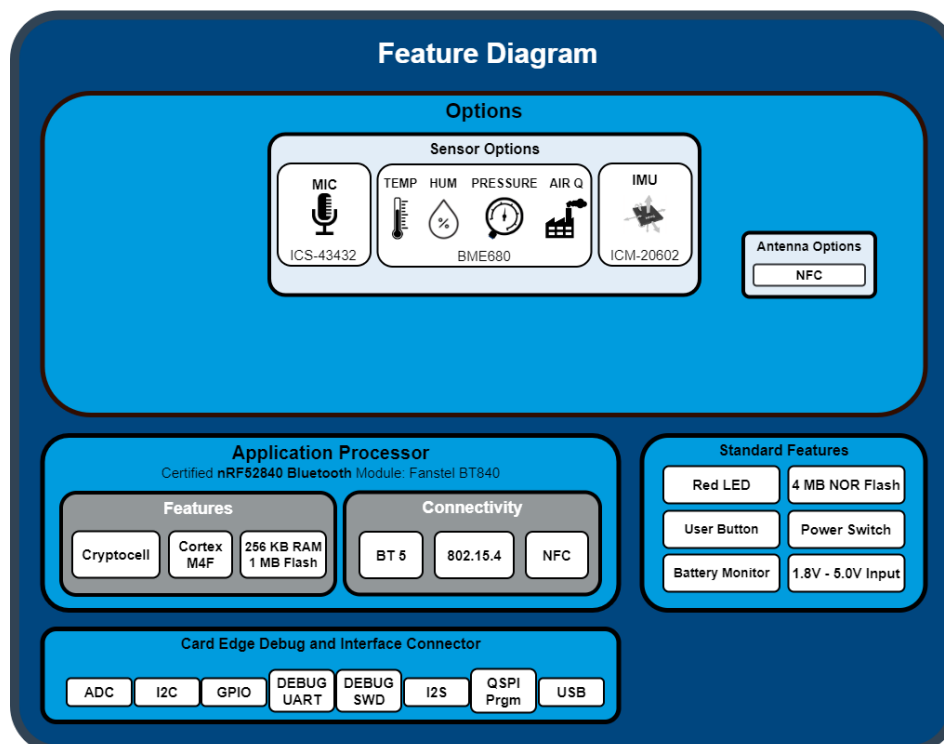 Feature Diagram
Options
Sensor Options
MIC
ICS-43432
TEMP HUM PRESSURE AIR Q
%
BME680
IMU
ICM-20602
Antenna Options
NFC
Application Processor
Certified nRF52840 Bluetooth Module: Fanstel BT840
Features
Cryptocell
Cortex
M4F
256 KB RAM
1 MB Flash
Connectivity
BT 5
802.15.4
NFC
Standard Features
Red LED
4 MB NOR Flash
User Button
Power Switch
Battery Monitor
1.8V - 5.0V Input
Card Edge Debug and Interface Connector
ADC
I2C
GPIO
DEBUG
UART
DEBUG
SWD
I2S
QSPI
Prgm
USB